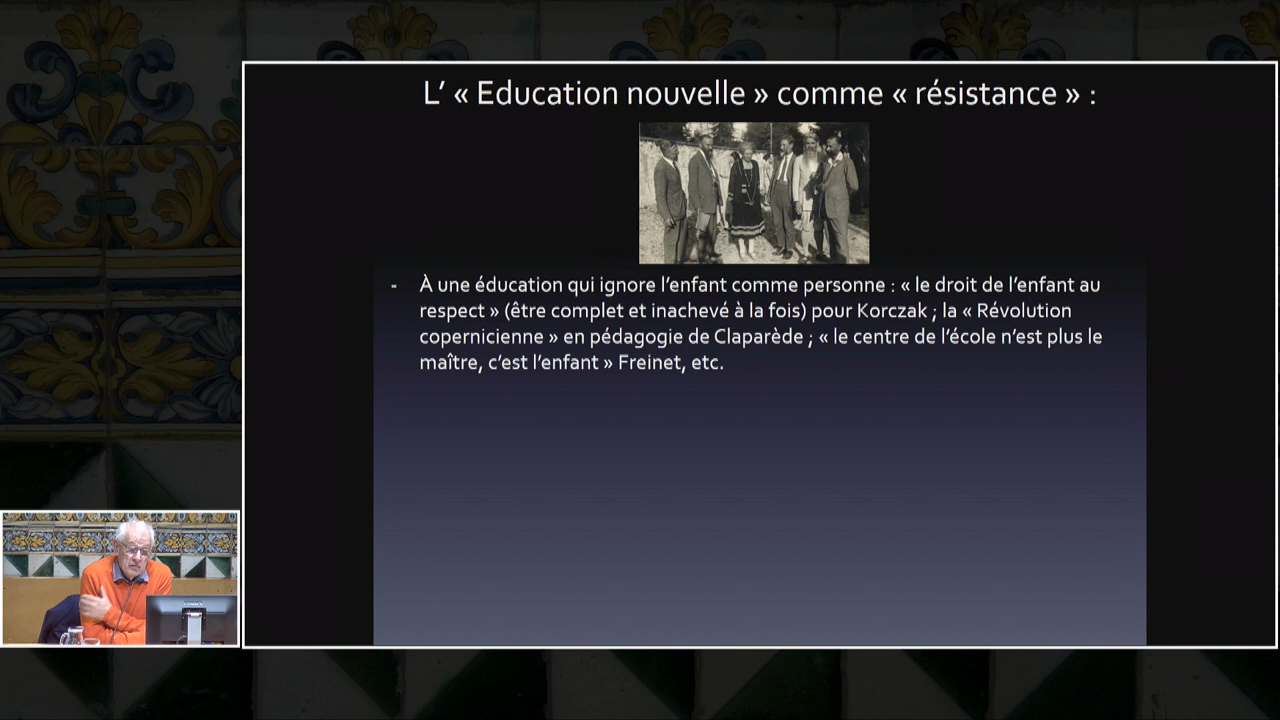 L’ « Education nouvelle » comme « résistance » :
- À une éducation qui ignore l’enfant comme personne : « le droit de l’enfant au
respect » (être complet et inachevé à la fois) pour Korczak ; la « Révolution
copernicienne » en pédagogie de Claparède ; « le centre de l’école n’est plus le
maître, c’est l’enfant » Freinet, etc.